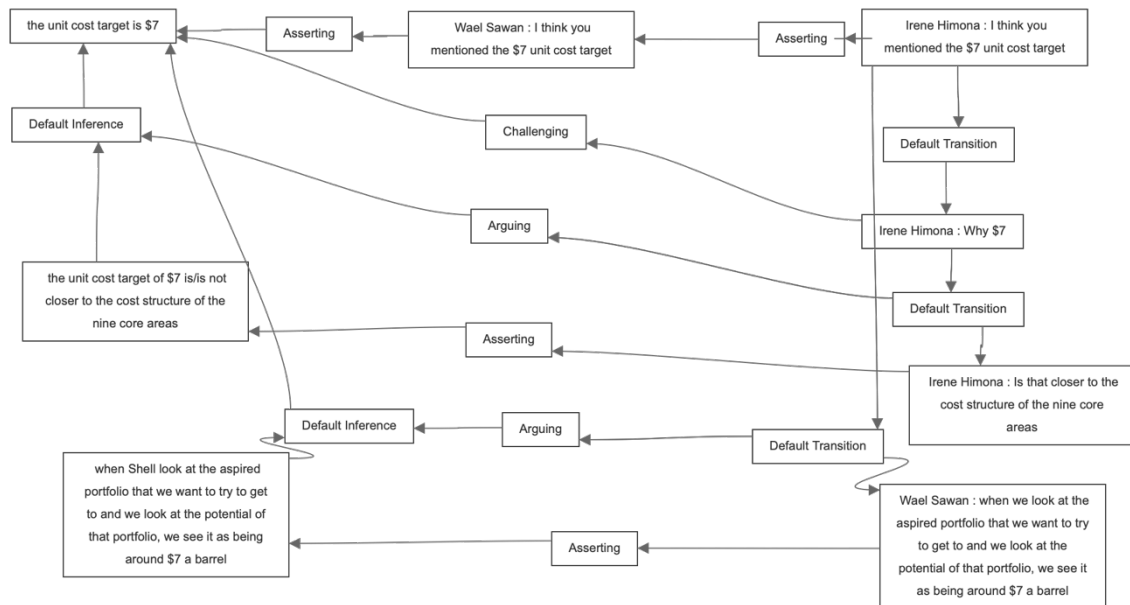 the unit cost target is $7
Asserting
Wael Sawan : I think you
mentioned the $7 unit cost target
Asserting
Irene Himona : I think you
mentioned the $7 unit cost target
Default Inference
Challenging
Default Transition
Arguing
Irene Himona : Why $7
the unit cost target of $7 is/is not
closer to the cost structure of the
nine core areas
Default Transition
Asserting
Irene Himona : Is that closer to the
cost structure of the nine core
areas
Default Inference
Arguing
Default Transition
when Shell look at the aspired
portfolio that we want to try to get
to and we look at the potential of
that portfolio, we see it as being
around $7 a barrel
Asserting
Wael Sawan : when we look at the
aspired portfolio that we want to try
to get to and we look at the
potential of that portfolio, we see it
as being around $7 a barrel